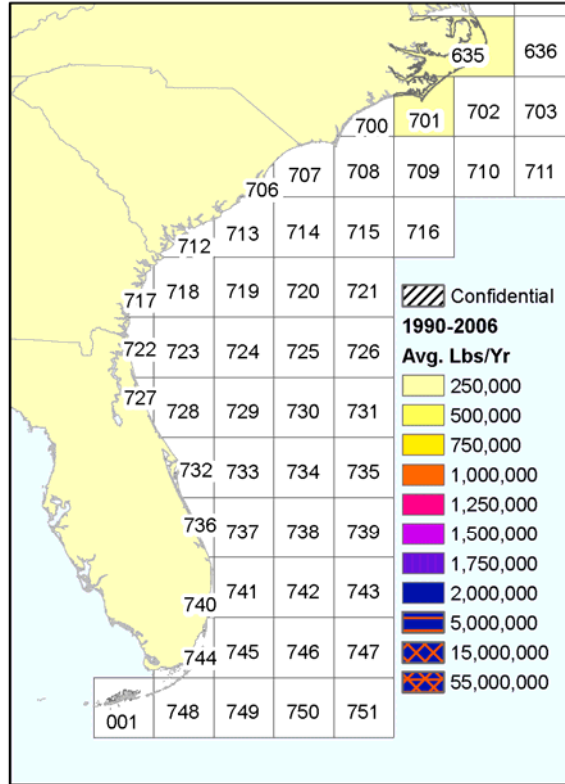 635 636
700 701 702 703
706 707 708 709 710 711
712 713 714 715 716
717 718 719 720 721
722 723 724 725 726
727 728 729 730 731
732 733 734 735
736 737 738 739
740 741 742 743
744 745 746 747
001 748 749 750 751
Confidential
1990-2006
Avg. Lbs/Yr
250,000
500,000
750,000
1,000,000
1,250,000
1,500,000
1,750,000
2,000,000
5,000,000
15,000,000
55,000,000